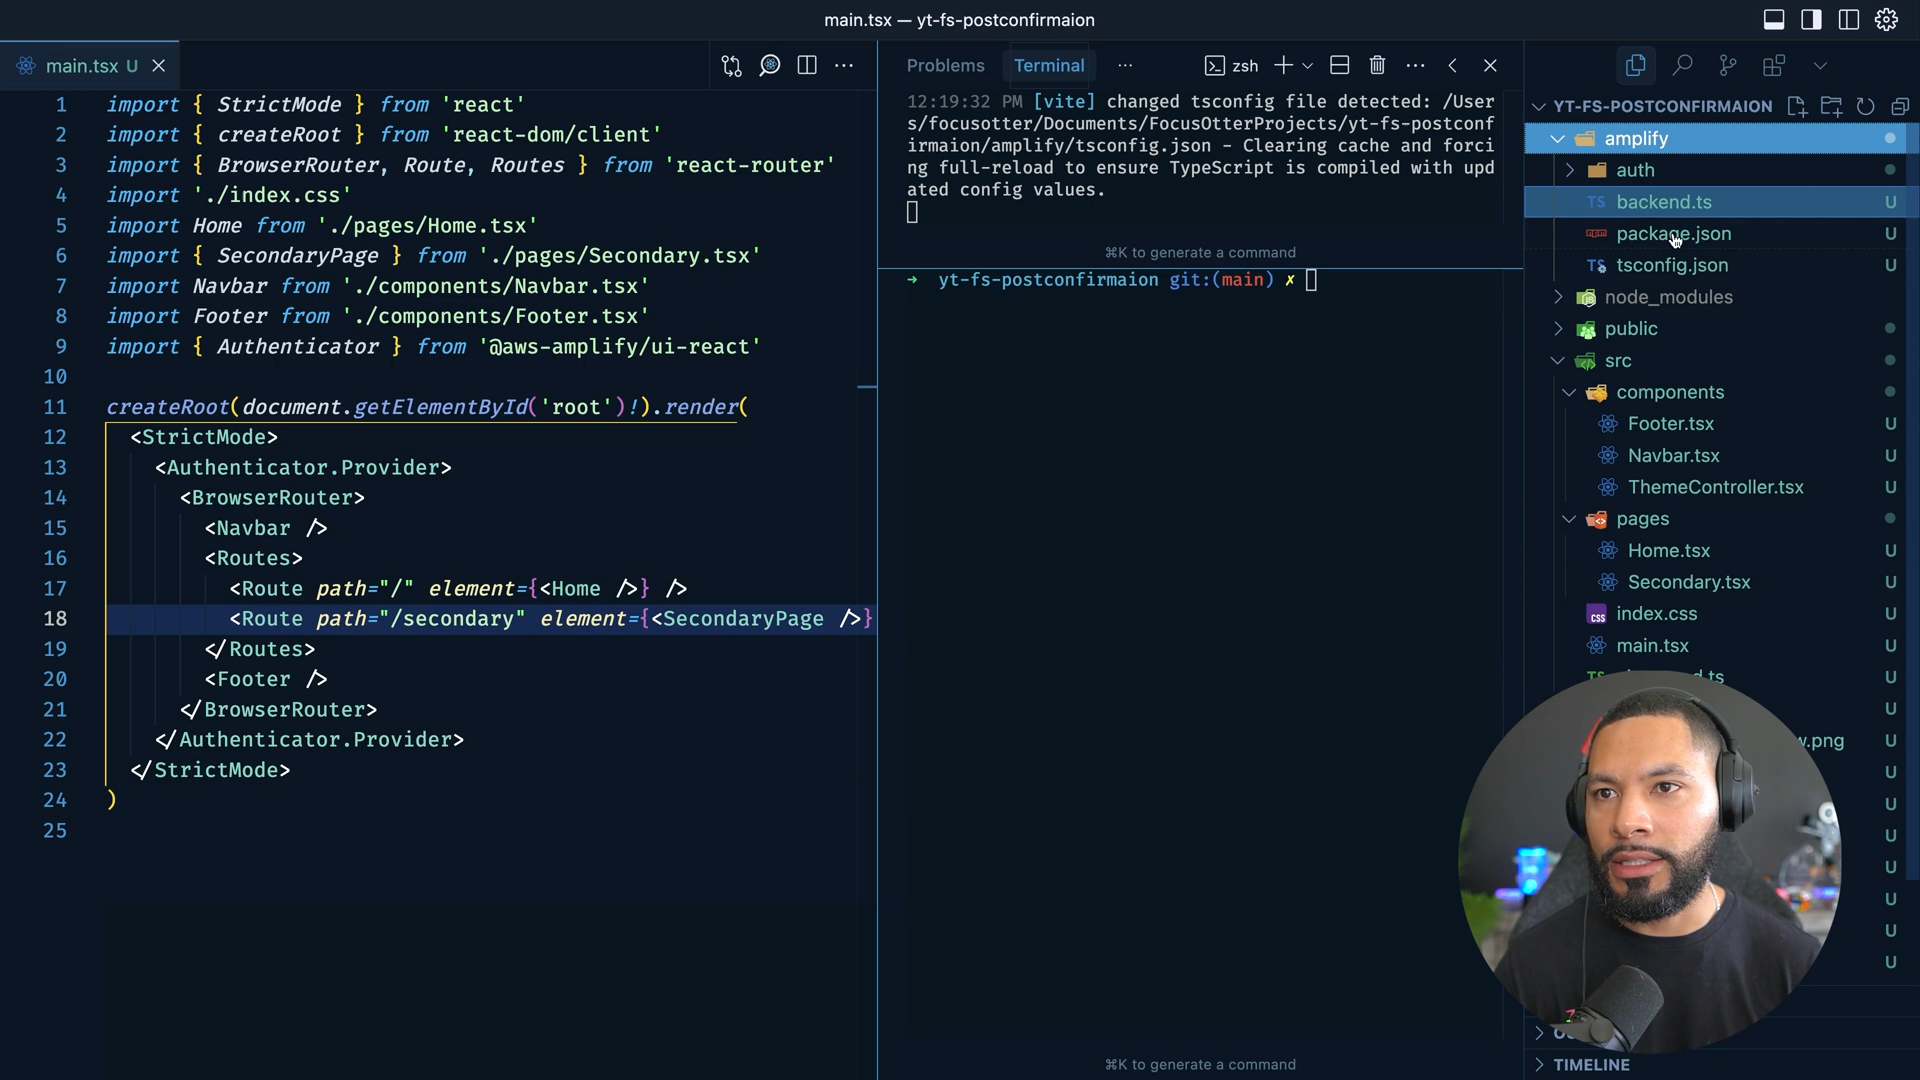 main.tsx — yt-fs-postconfirmaion
main.tsx U
1 import { StrictMode } from 'react'
2 import { createRoot } from 'react-dom/client'
3 import { BrowserRouter, Route, Routes } from 'react-router'
4 import './index.css'
5 import Home from './pages/Home.tsx'
6 import { SecondaryPage } from './pages/Secondary.tsx'
7 import Navbar from './components/Navbar.tsx'
8 import Footer from './components/Footer.tsx'
9 import { Authenticator } from '@aws-amplify/ui-react'
10
11 createRoot(document.getElementById('root')!).render(
12 <StrictMode>
13 <Authenticator.Provider>
14 <BrowserRouter>
15 <Navbar />
16 <Routes>
17 <Route path="/" element={<Home />} />
18 <Route path="/secondary" element={<SecondaryPage />}
19 </Routes>
20 <Footer />
21 </BrowserRouter>
22 </Authenticator.Provider>
23 </StrictMode>
24 )
25
Problems Terminal ··· zsh
12:19:32 PM [vite] changed tsconfig file detected: /User
s/focusotter/Documents/FocusOtterProjects/yt-fs-postconf
irmaion/amplify/tsconfig.json - Clearing cache and forci
ng full-reload to ensure TypeScript is compiled with upd
ated config values.
⌘K to generate a command
➜ yt-fs-postconfirmaion git:(main) ✗
⌘K to generate a command
YT-FS-POSTCONFIRMAION
amplify
auth
TS backend.ts U
package.json U
TS tsconfig.json U
node_modules
public
src
components
Footer.tsx U
Navbar.tsx U
ThemeController.tsx U
pages
Home.tsx U
Secondary.tsx U
CSS index.css U
main.tsx U
U
U
w.png U
U
U
U
U
U
U
U
TIMELINE